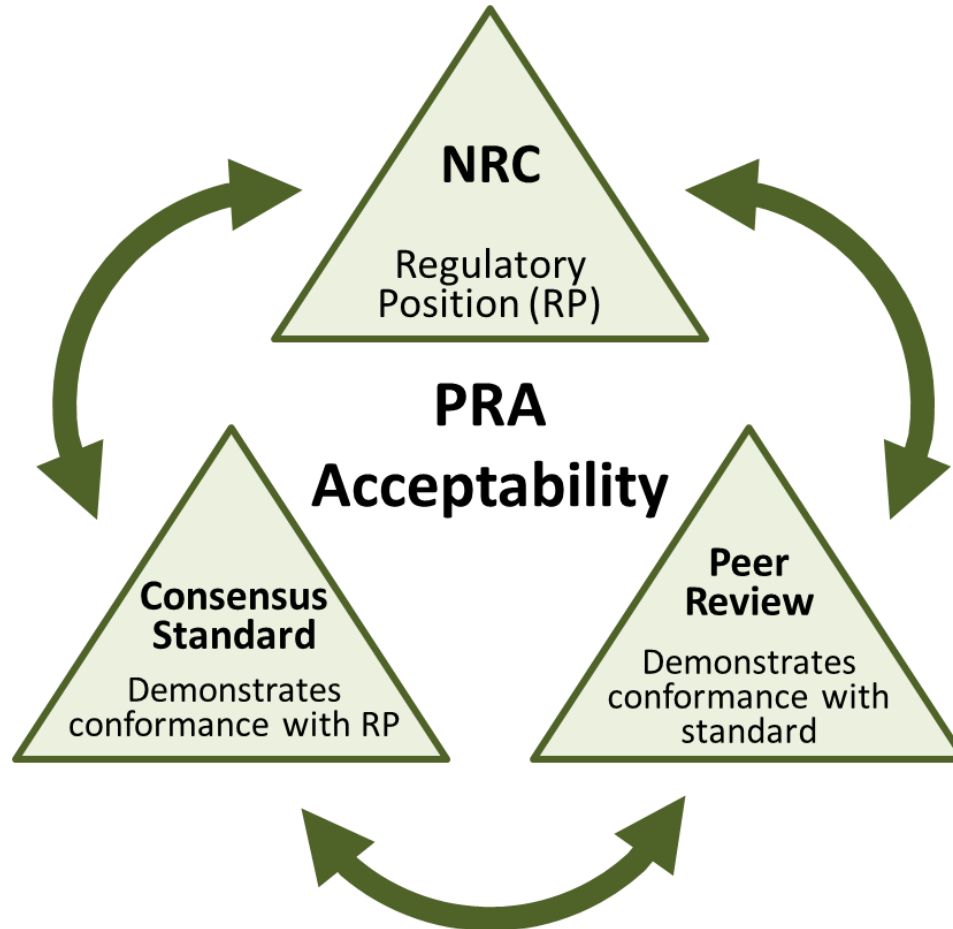 NRC
Regulatory
Position (RP)
PRA
Acceptability
Consensus
Standard
Demonstrates
conformance with RP
Peer
Review
Demonstrates
conformance with
standard